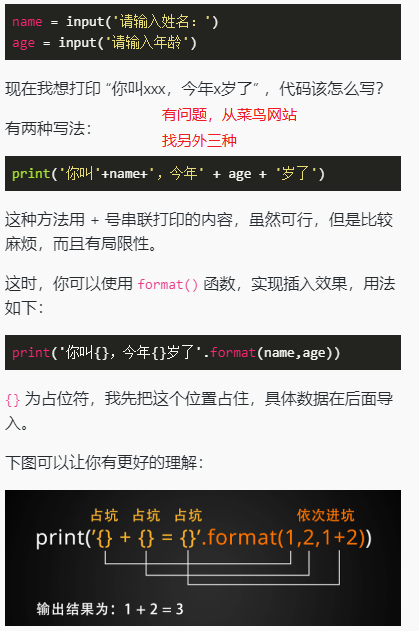 name = input('请输入姓名：')
age = input('请输入年龄')
现在我想打印 “你叫xxx，今年x岁了” ，代码该怎么写？
有问题，从菜鸟网站
找另外三种
有两种写法：
print('你叫'+name+'，今年' + age + '岁了')
这种方法用 + 号串联打印的内容，虽然可行，但是比较
麻烦，而且有局限性。
这时，你可以使用 format() 函数，实现插入效果，用法
如下：
print('你叫{}，今年{}岁了'.format(name,age))
{} 为占位符，我先把这个位置占住，具体数据在后面导
入。
下图可以让你有更好的理解：
占坑 占坑 占坑 依次进坑
print('{} + {} = {}'.format(1,2,1+2))
输出结果为：1 + 2 = 3